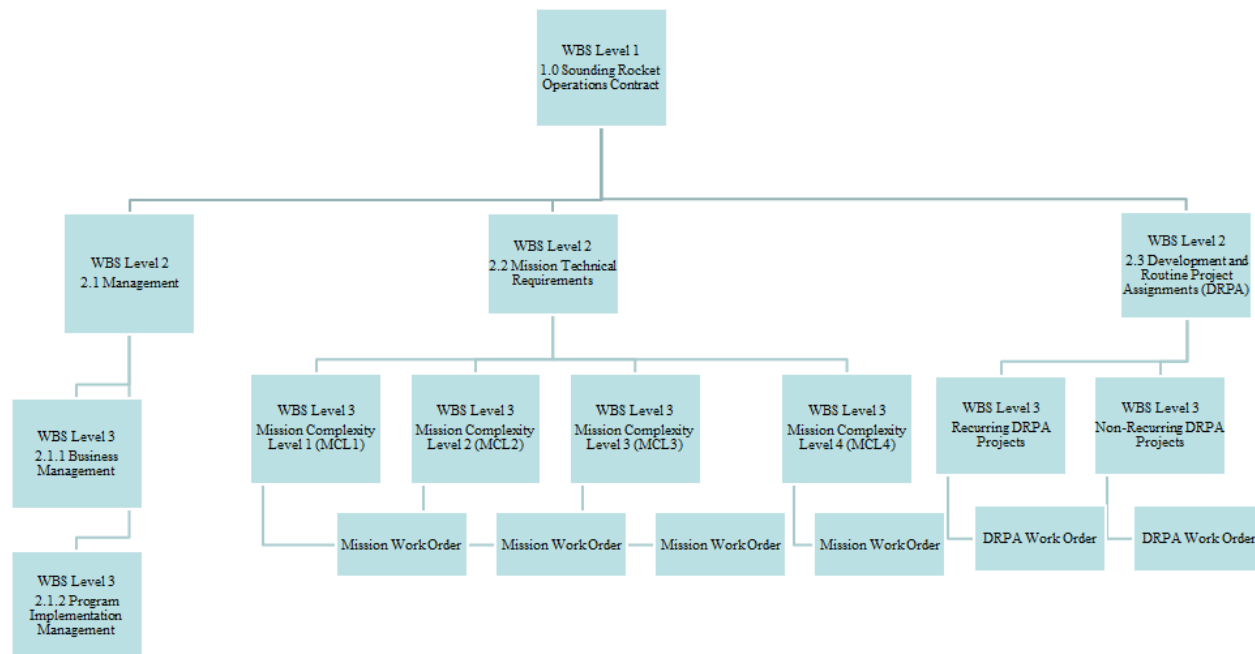 WBS Level 1
1.0 Sounding Rocket
Operations Contract
WBS Level 2
2.1 Management
WBS Level 2
2.2 Mission Technical
Requirements
WBS Level 2
2.3 Development and
Routine Project
Assignments (DRPA)
WBS Level 3
2.1.1 Business
Management
WBS Level 3
2.1.2 Program
Implementation
Management
WBS Level 3
Mission Complexity
Level 1 (MCL1)
WBS Level 3
Mission Complexity
Level 2 (MCL2)
WBS Level 3
Mission Complexity
Level 3 (MCL3)
WBS Level 3
Mission Complexity
Level 4 (MCL4)
WBS Level 3
Recurring DRPA
Projects
WBS Level 3
Non-Recurring DRPA
Projects
Mission Work Order
Mission Work Order
Mission Work Order
Mission Work Order
DRPA Work Order
DRPA Work Order